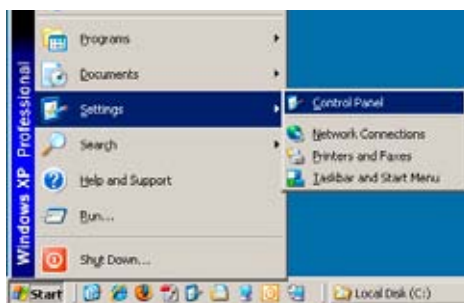 Windows XP Professional
Programs
Documents
Settings
Search
Help and Support
Run...
Shut Down...
Control Panel
Network Connections
Printers and Faxes
Taskbar and Start Menu
Start
Local Disk (C:)